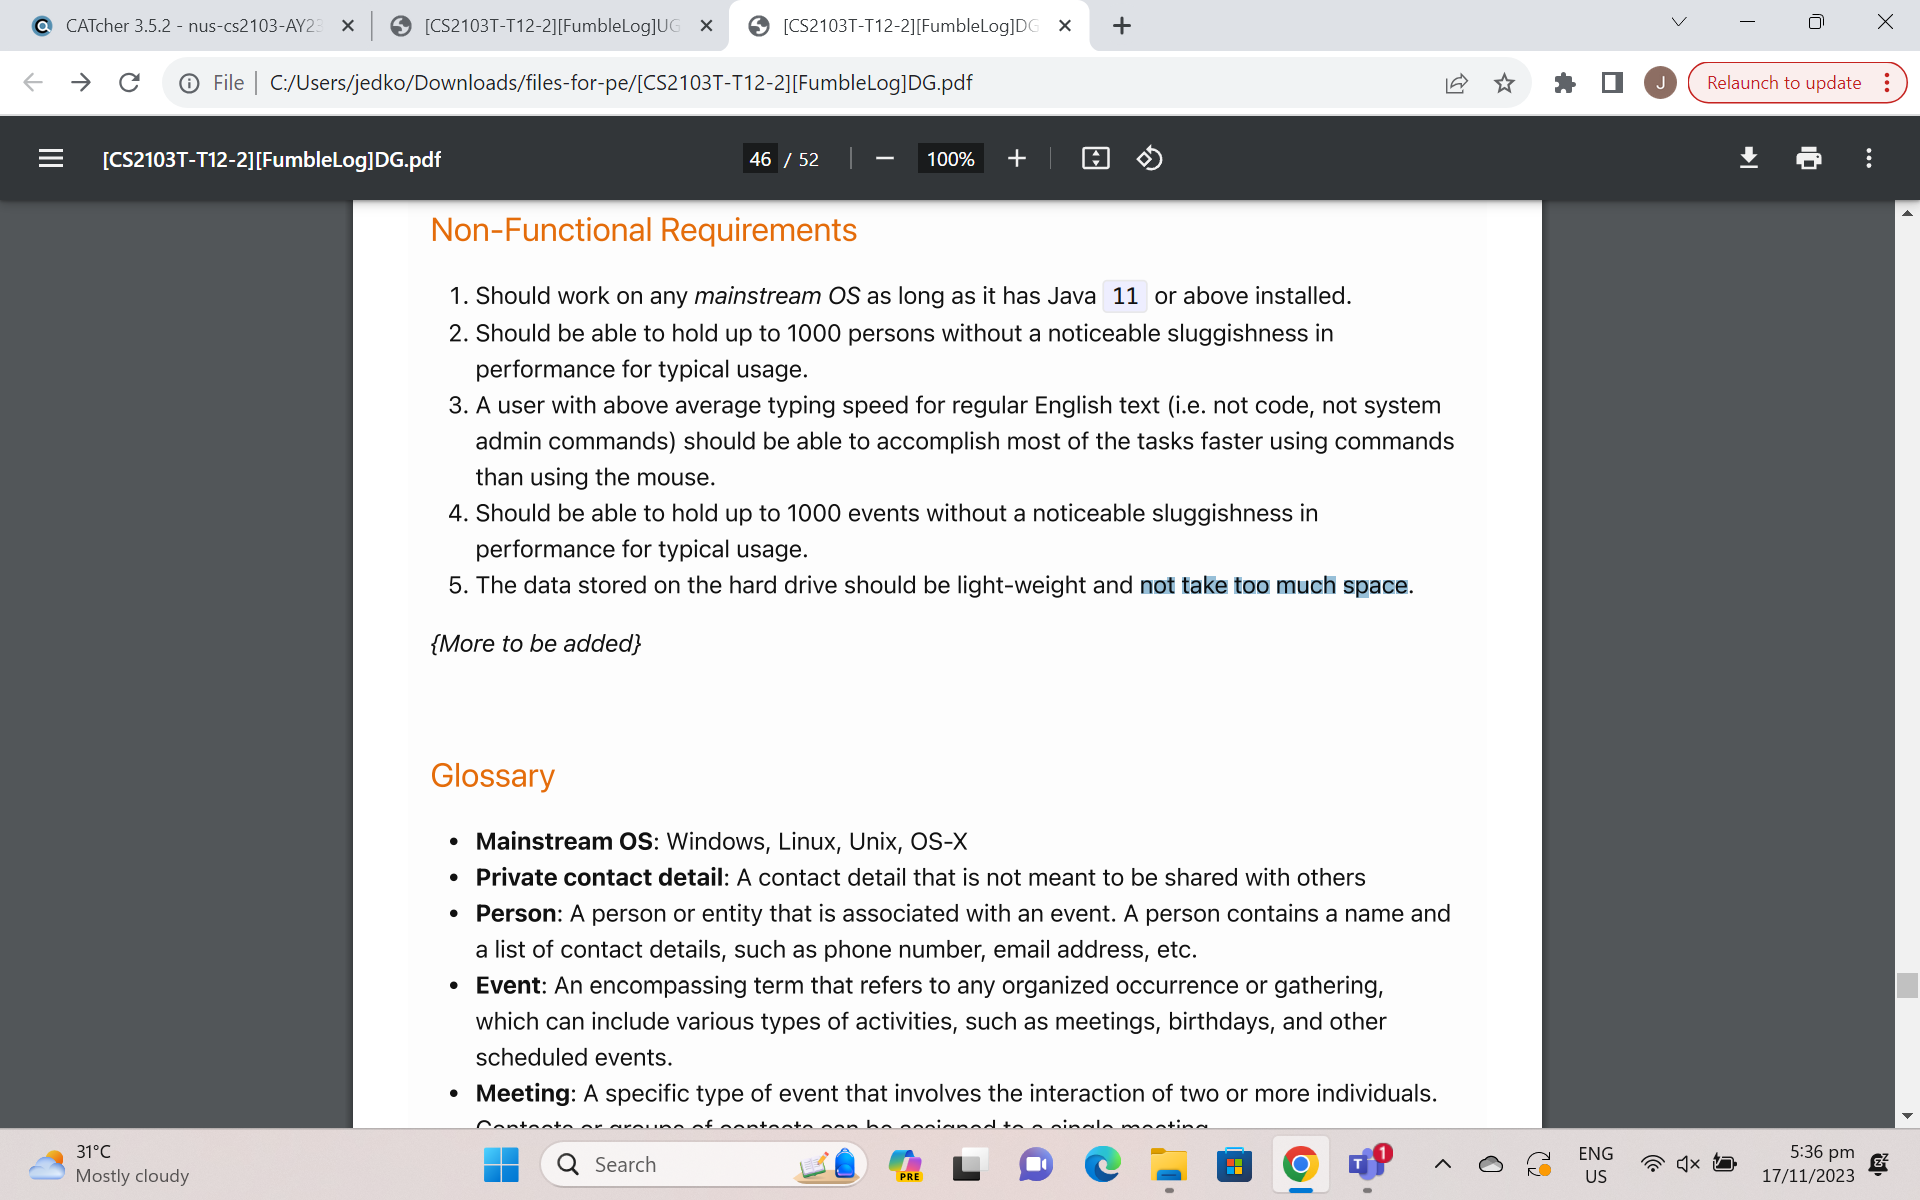 CATcher 3.5.2 - nus-cs2103-AY23
[CS2103T-T12-2][FumbleLog]UG
[CS2103T-T12-2][FumbleLog]DG
File
C:/Users/jedko/Downloads/files-for-pe/[CS2103T-T12-2][FumbleLog]DG.pdf
J
Relaunch to update
[CS2103T-T12-2][FumbleLog]DG.pdf
46 / 52
100%
Non-Functional Requirements
1. Should work on any mainstream OS as long as it has Java 11 or above installed.
2. Should be able to hold up to 1000 persons without a noticeable sluggishness in
performance for typical usage.
3. A user with above average typing speed for regular English text (i.e. not code, not system
admin commands) should be able to accomplish most of the tasks faster using commands
than using the mouse.
4. Should be able to hold up to 1000 events without a noticeable sluggishness in
performance for typical usage.
5. The data stored on the hard drive should be light-weight and not take too much space.
{More to be added}
Glossary
• Mainstream OS: Windows, Linux, Unix, OS-X
• Private contact detail: A contact detail that is not meant to be shared with others
• Person: A person or entity that is associated with an event. A person contains a name and
a list of contact details, such as phone number, email address, etc.
• Event: An encompassing term that refers to any organized occurrence or gathering,
which can include various types of activities, such as meetings, birthdays, and other
scheduled events.
• Meeting: A specific type of event that involves the interaction of two or more individuals.
Contacts or groups of contacts can be assigned to a single meeting.
31°C
Mostly cloudy
Search
PRE
1
ENG
US
5:36 pm
17/11/2023